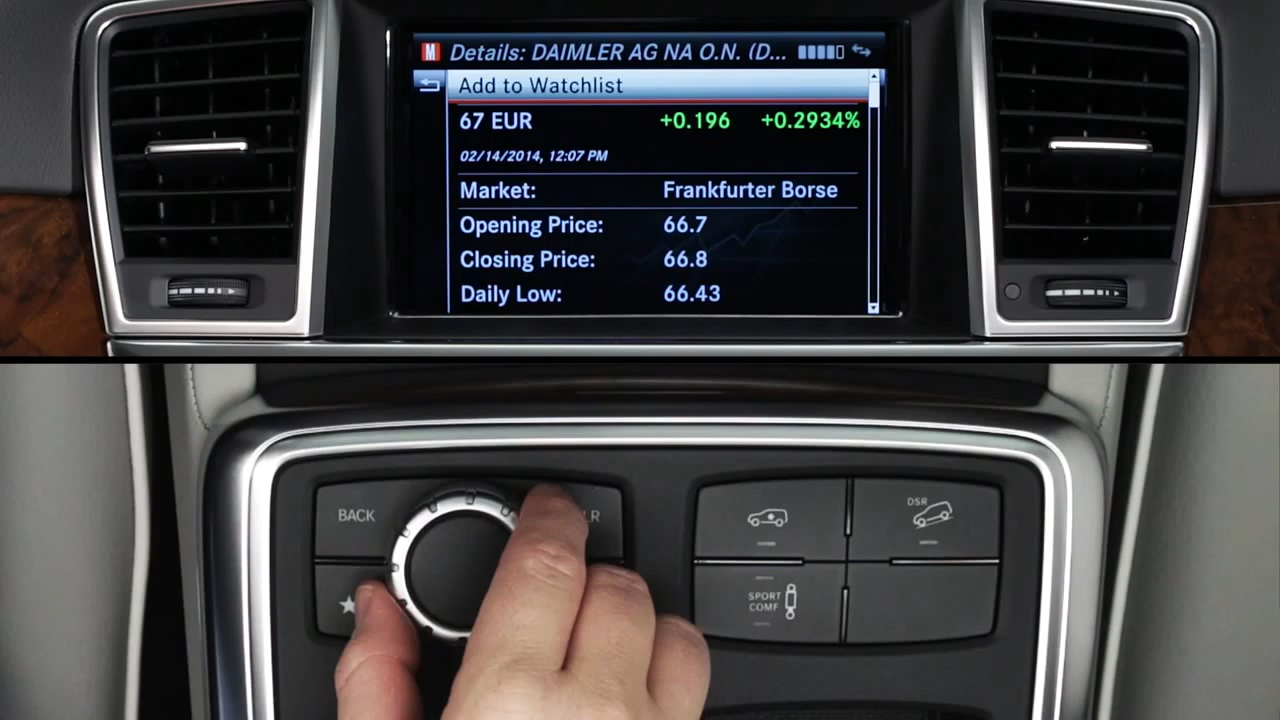 M Details: DAIMLER AG NA O.N. (D...
Add to Watchlist
67 EUR +0.196 +0.2934%
02/14/2014, 12:07 PM
Market: Frankfurter Borse
Opening Price: 66.7
Closing Price: 66.8
Daily Low: 66.43
BACK LR
DSR
SPORT
COMF